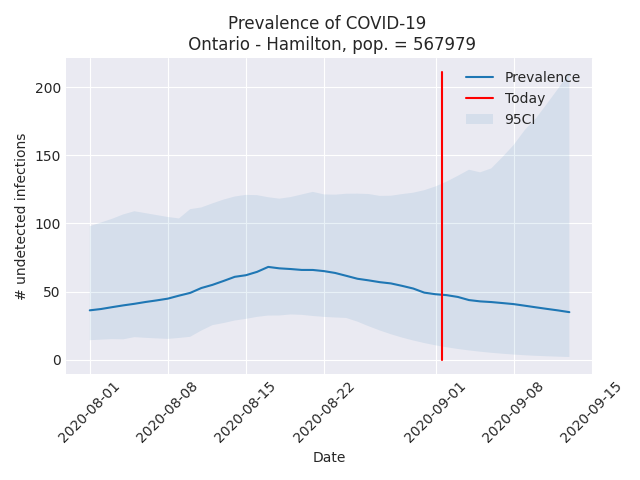 Prevalence of COVID-19
Ontario - Hamilton, pop. = 567979
Prevalence
Today
95CI
# undetected infections
200
150
100
50
0
2020-08-01
2020-08-08
2020-08-15
2020-08-22
2020-09-01
2020-09-08
2020-09-15
Date